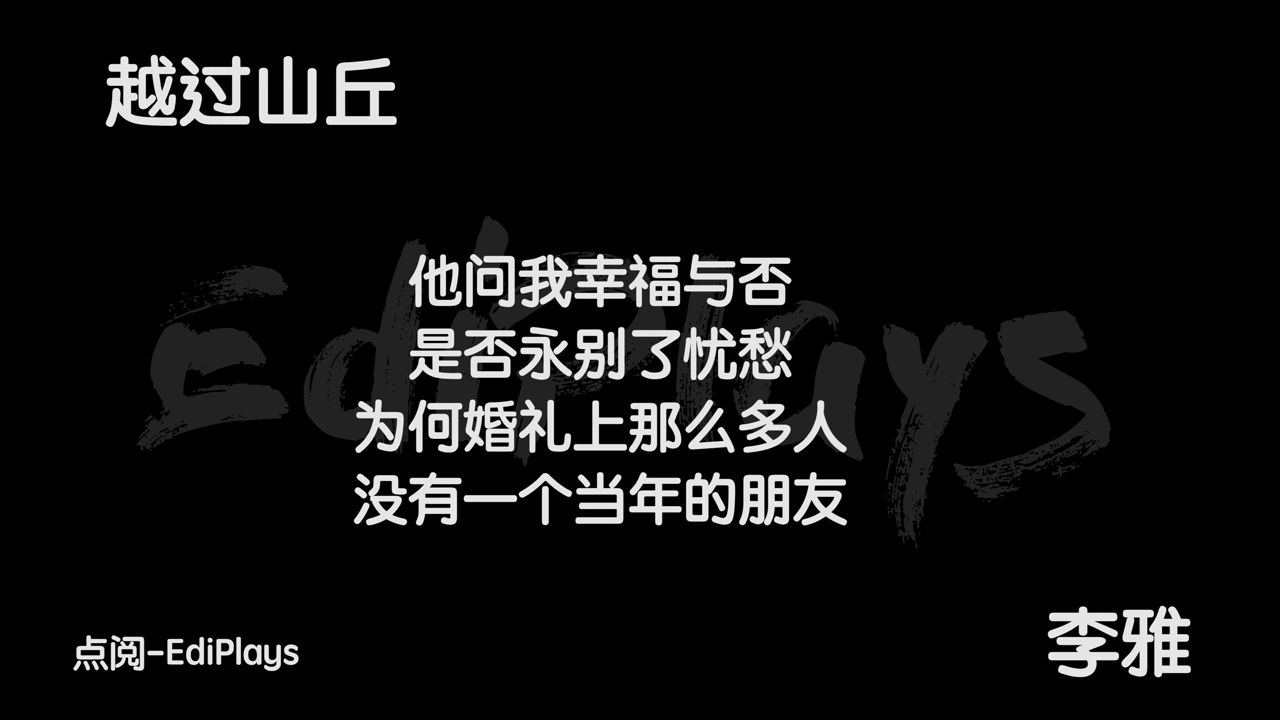 越过山丘
EdiPlays
他问我幸福与否
是否永别了忧愁
为何婚礼上那么多人
没有一个当年的朋友
点阅-EdiPlays
李雅